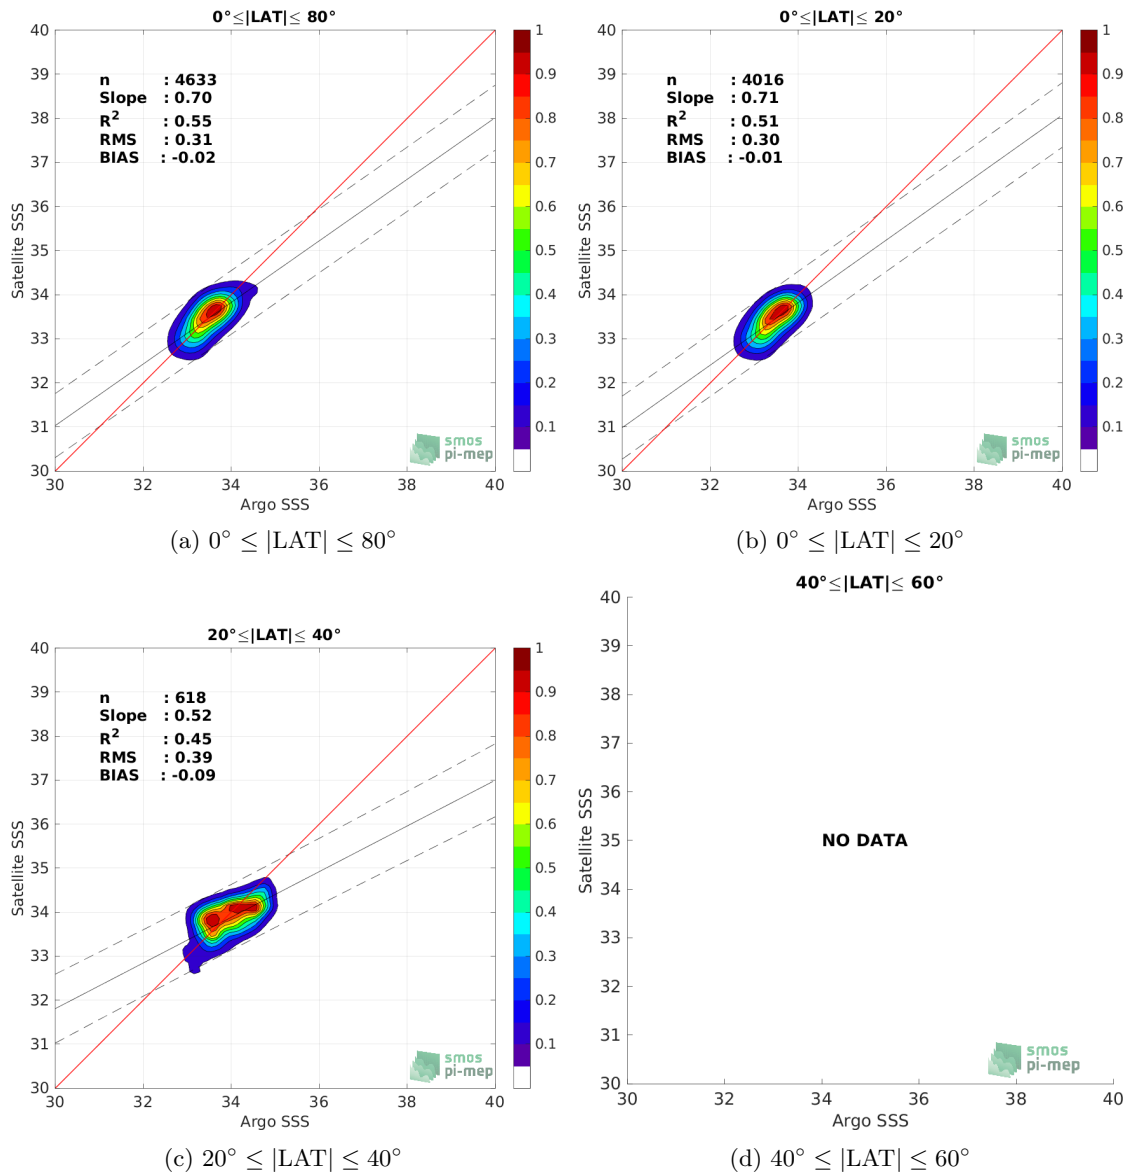 0°≤|LAT|≤ 80°
n : 4633
Slope : 0.70
R² : 0.55
RMS : 0.31
BIAS : -0.02
Satellite SSS
40
39
38
37
36
35
34
33
32
31
30
30 32 34 36 38 40
Argo SSS
1
0.9
0.8
0.7
0.6
0.5
0.4
0.3
0.2
0.1
smos
pi-mep
(a) 0° ≤ |LAT| ≤ 80°
0°≤|LAT|≤ 20°
n : 4016
Slope : 0.71
R² : 0.51
RMS : 0.30
BIAS : -0.01
Satellite SSS
40
39
38
37
36
35
34
33
32
31
30
30 32 34 36 38 40
Argo SSS
1
0.9
0.8
0.7
0.6
0.5
0.4
0.3
0.2
0.1
smos
pi-mep
(b) 0° ≤ |LAT| ≤ 20°
20°≤|LAT|≤ 40°
n : 618
Slope : 0.52
R² : 0.45
RMS : 0.39
BIAS : -0.09
Satellite SSS
40
39
38
37
36
35
34
33
32
31
30
30 32 34 36 38 40
Argo SSS
1
0.9
0.8
0.7
0.6
0.5
0.4
0.3
0.2
0.1
smos
pi-mep
(c) 20° ≤ |LAT| ≤ 40°
40°≤|LAT|≤ 60°
Satellite SSS
40
39
38
37
36
35
34
33
32
31
30
NO DATA
30 32 34 36 38 40
Argo SSS
smos
pi-mep
(d) 40° ≤ |LAT| ≤ 60°